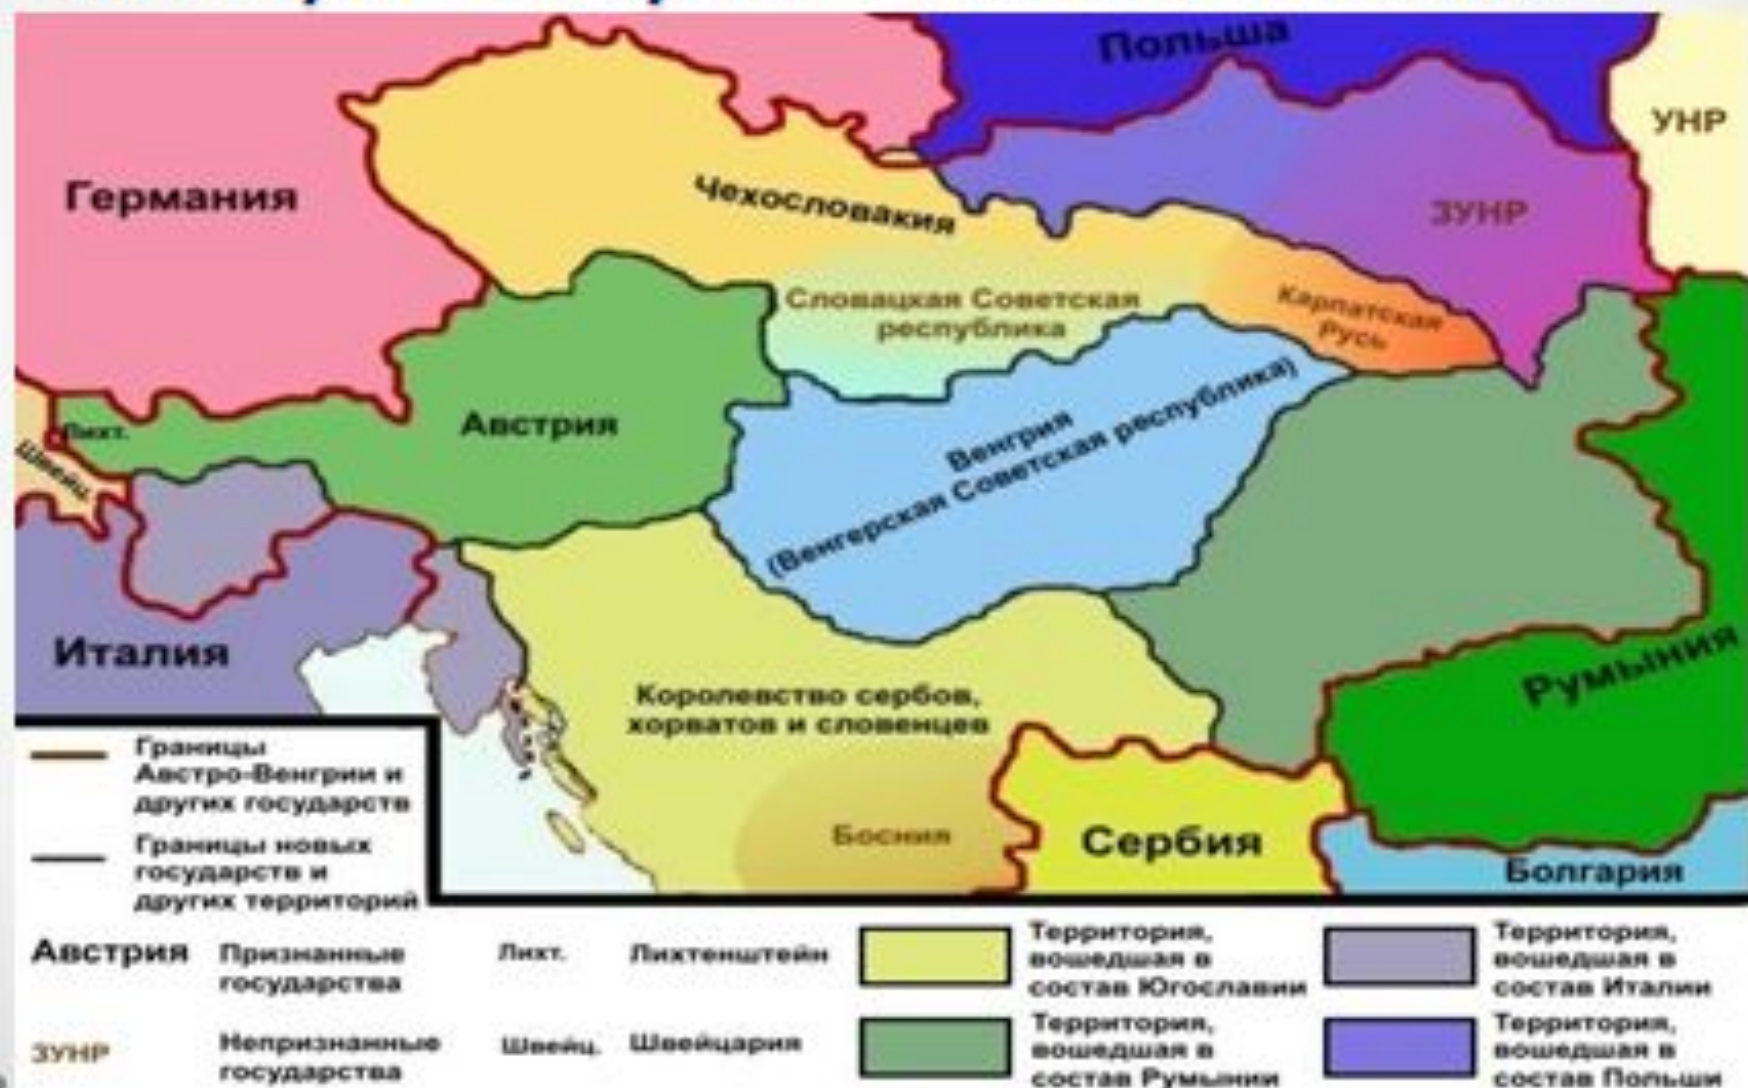 Польша
УНР
Германия
Чехословакия
ЗУНР
Словацкая Советская
республика
Карпатская
Русь
Лихт.
Австрия
Швейц.
Венгрия
(Венгерская Советская республика)
Италия
Румыния
Королевство сербов,
хорватов и словенцев
Босния
Сербия
Болгария
Границы
Австро-Венгрии и
других государств
Границы новых
государств и
других территорий
Австрия
Признанные
государства
Лихт.
Лихтенштейн
Территория,
вошедшая в
состав Югославии
Территория,
вошедшая в
состав Италии
ЗУНР
Непризнанные
государства
Швейц.
Швейцария
Территория,
вошедшая в
состав Румынии
Территория,
вошедшая в
состав Польши